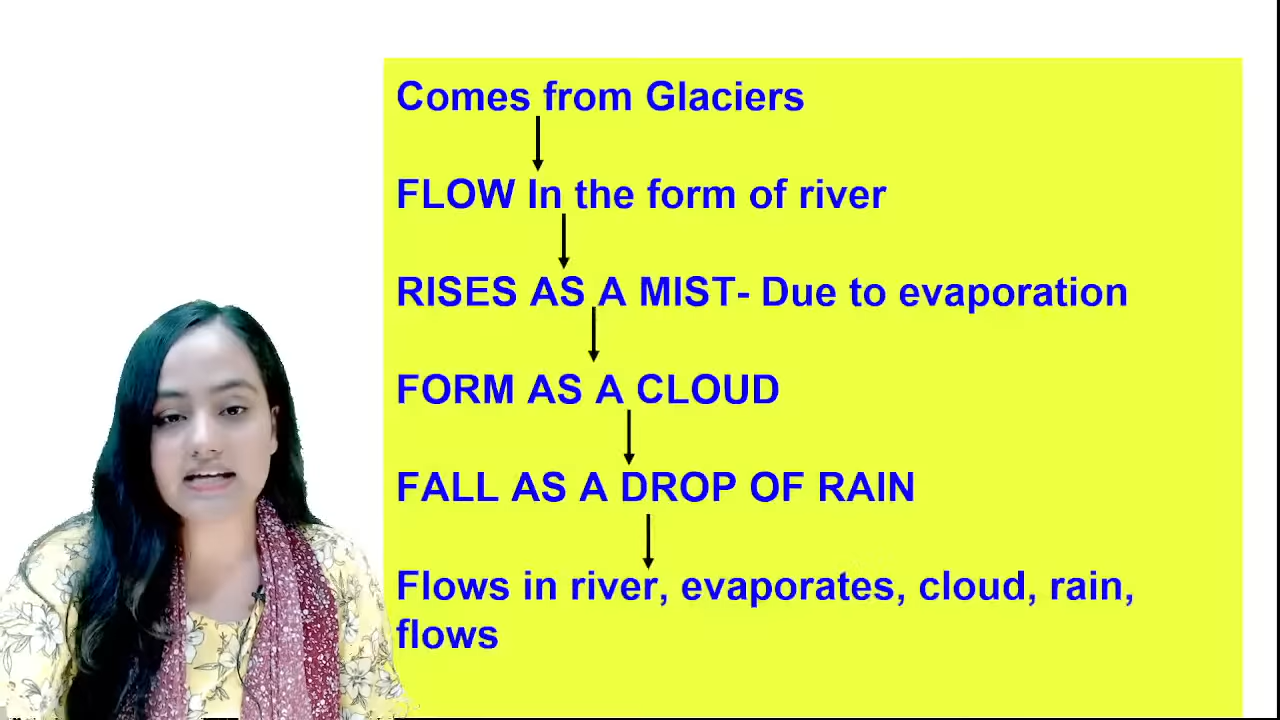 Comes from Glaciers
FLOW In the form of river
RISES AS A MIST- Due to evaporation
FORM AS A CLOUD
FALL AS A DROP OF RAIN
Flows in river, evaporates, cloud, rain,
flows